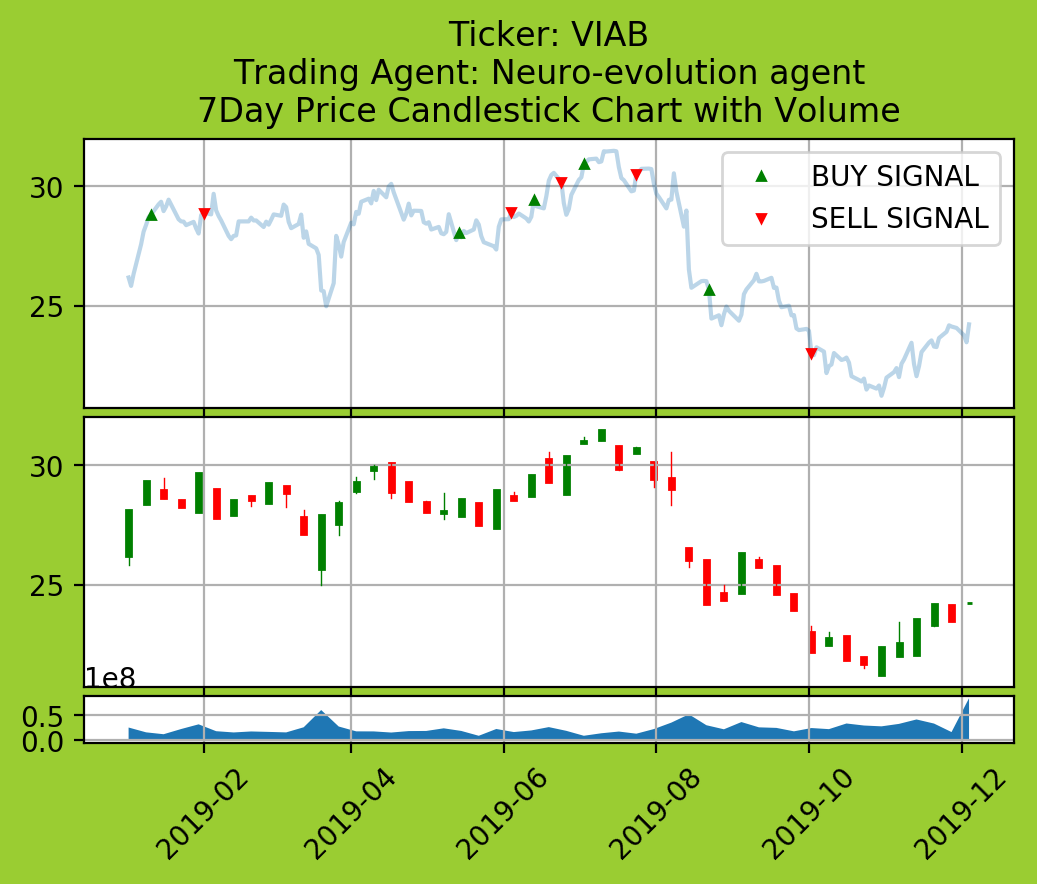 Ticker: VIAB
Trading Agent: Neuro-evolution agent
7Day Price Candlestick Chart with Volume
BUY SIGNAL
SELL SIGNAL
30
25
30
25
1e8
0.5
0.0
2019-02
2019-04
2019-06
2019-08
2019-10
2019-12